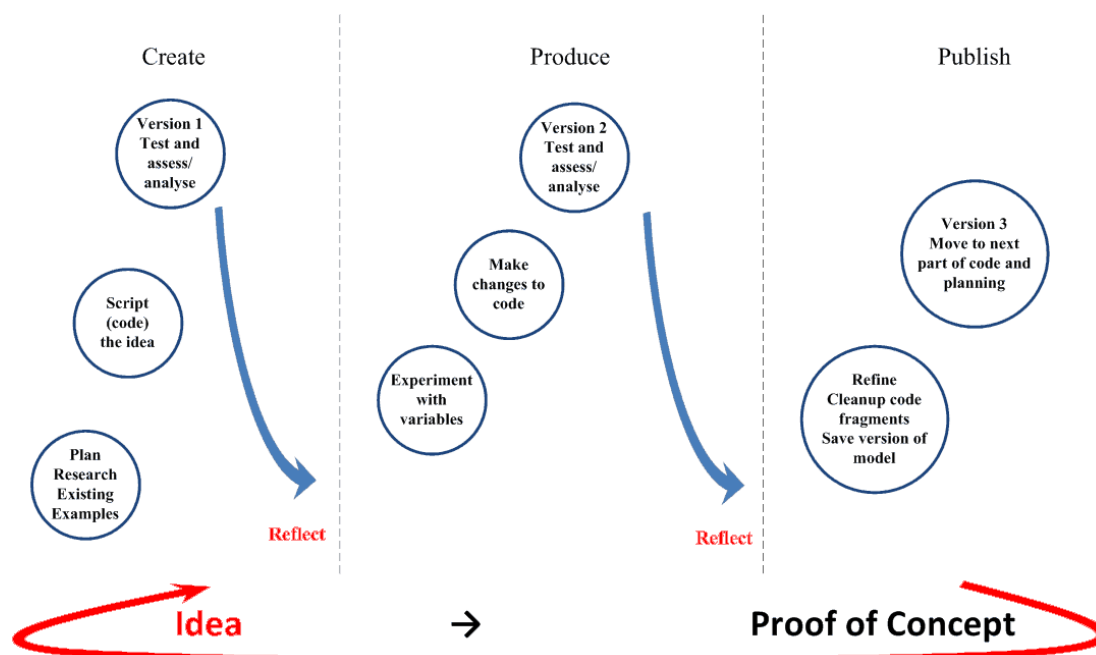 Create
Version 1
Test and
assess/
analyse
Script
(code)
the idea
Plan
Research
Existing
Examples
Reflect
Produce
Version 2
Test and
assess/
analyse
Make
changes to
code
Experiment
with
variables
Reflect
Publish
Version 3
Move to next
part of code and
planning
Refine
Cleanup code
fragments
Save version of
model
Idea → Proof of Concept